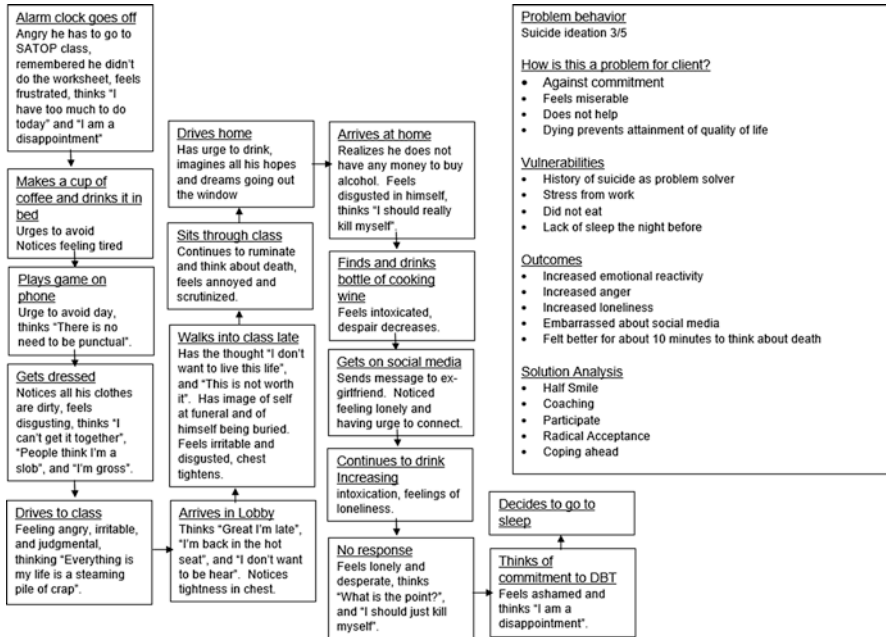 Alarm clock goes off
Angry he has to go to
SATOP class,
remembered he didn't
do the worksheet, feels
frustrated, thinks "I
have too much to do
today" and "I am a
disappointment"
Makes a cup of
coffee and drinks it in
bed
Urges to avoid
Notices feeling tired
Plays game on
phone
Urge to avoid day,
thinks "There is no
need to be punctual".
Gets dressed
Notices all his clothes
are dirty, feels
disgusting, thinks "I
can't get it together",
"People think I'm a
slob", and "I'm gross".
Drives to class
Feeling angry, irritable,
and judgmental,
thinking "Everything is
my life is a steaming
pile of crap".
Arrives in Lobby
Thinks "Great I'm late",
"I'm back in the hot
seat", and "I don't want
to be hear". Notices
tightness in chest.
Walks into class late
Has the thought "I don't
want to live this life",
and "This is not worth
it". Has image of self
at funeral and of
himself being buried.
Feels irritable and
disgusted, chest
tightens.
Sits through class
Continues to ruminate
and think about death,
feels annoyed and
scrutinized.
Drives home
Has urge to drink,
imagines all his hopes
and dreams going out
the window
Arrives at home
Realizes he does not
have any money to buy
alcohol. Feels
disgusted in himself,
thinks "I should really
kill myself".
Finds and drinks
bottle of cooking
wine
Feels intoxicated,
despair decreases.
Gets on social media
Sends message to ex-
girlfriend. Noticed
feeling lonely and
having urge to connect.
Continues to drink
Increasing
intoxication, feelings of
loneliness.
No response
Feels lonely and
desperate, thinks
"What is the point?",
and "I should just kill
myself".
Thinks of
commitment to DBT
Feels ashamed and
thinks "I am a
disappointment".
Decides to go to
sleep
Problem behavior
Suicide ideation 3/5
How is this a problem for client?
• Against commitment
• Feels miserable
• Does not help
• Dying prevents attainment of quality of life
Vulnerabilities
• History of suicide as problem solver
• Stress from work
• Did not eat
• Lack of sleep the night before
Outcomes
• Increased emotional reactivity
• Increased anger
• Increased loneliness
• Embarrassed about social media
• Felt better for about 10 minutes to think about death
Solution Analysis
• Half Smile
• Coaching
• Participate
• Radical Acceptance
• Coping ahead